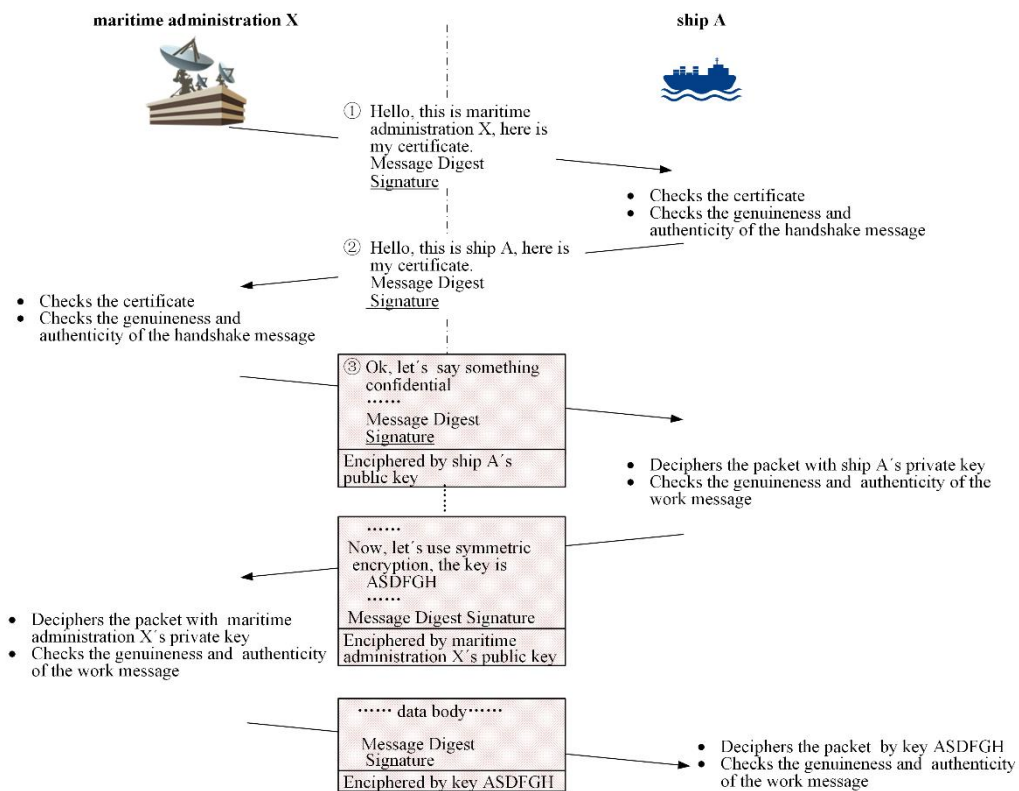 maritime administration X
ship A
① Hello, this is maritime
administration X, here is
my certificate.
Message Digest
Signature
• Checks the certificate
• Checks the genuineness and
authenticity of the handshake message
② Hello, this is ship A, here is
my certificate.
Message Digest
Signature
• Checks the certificate
• Checks the genuineness and
authenticity of the handshake message
③ Ok, let´s say something
confidential
······
Message Digest
Signature
Enciphered by ship A´s
public key
• Deciphers the packet with ship A´s private key
• Checks the genuineness and authenticity of the
work message
······
Now, let´s use symmetric
encryption, the key is
ASDFGH
······
Message Digest Signature
Enciphered by maritime
administration X´s public key
• Deciphers the packet with maritime
administration X´s private key
• Checks the genuineness and authenticity
of the work message
······ data body······
Message Digest
Signature
Enciphered by key ASDFGH
• Deciphers the packet by key ASDFGH
• Checks the genuineness and authenticity
of the work message